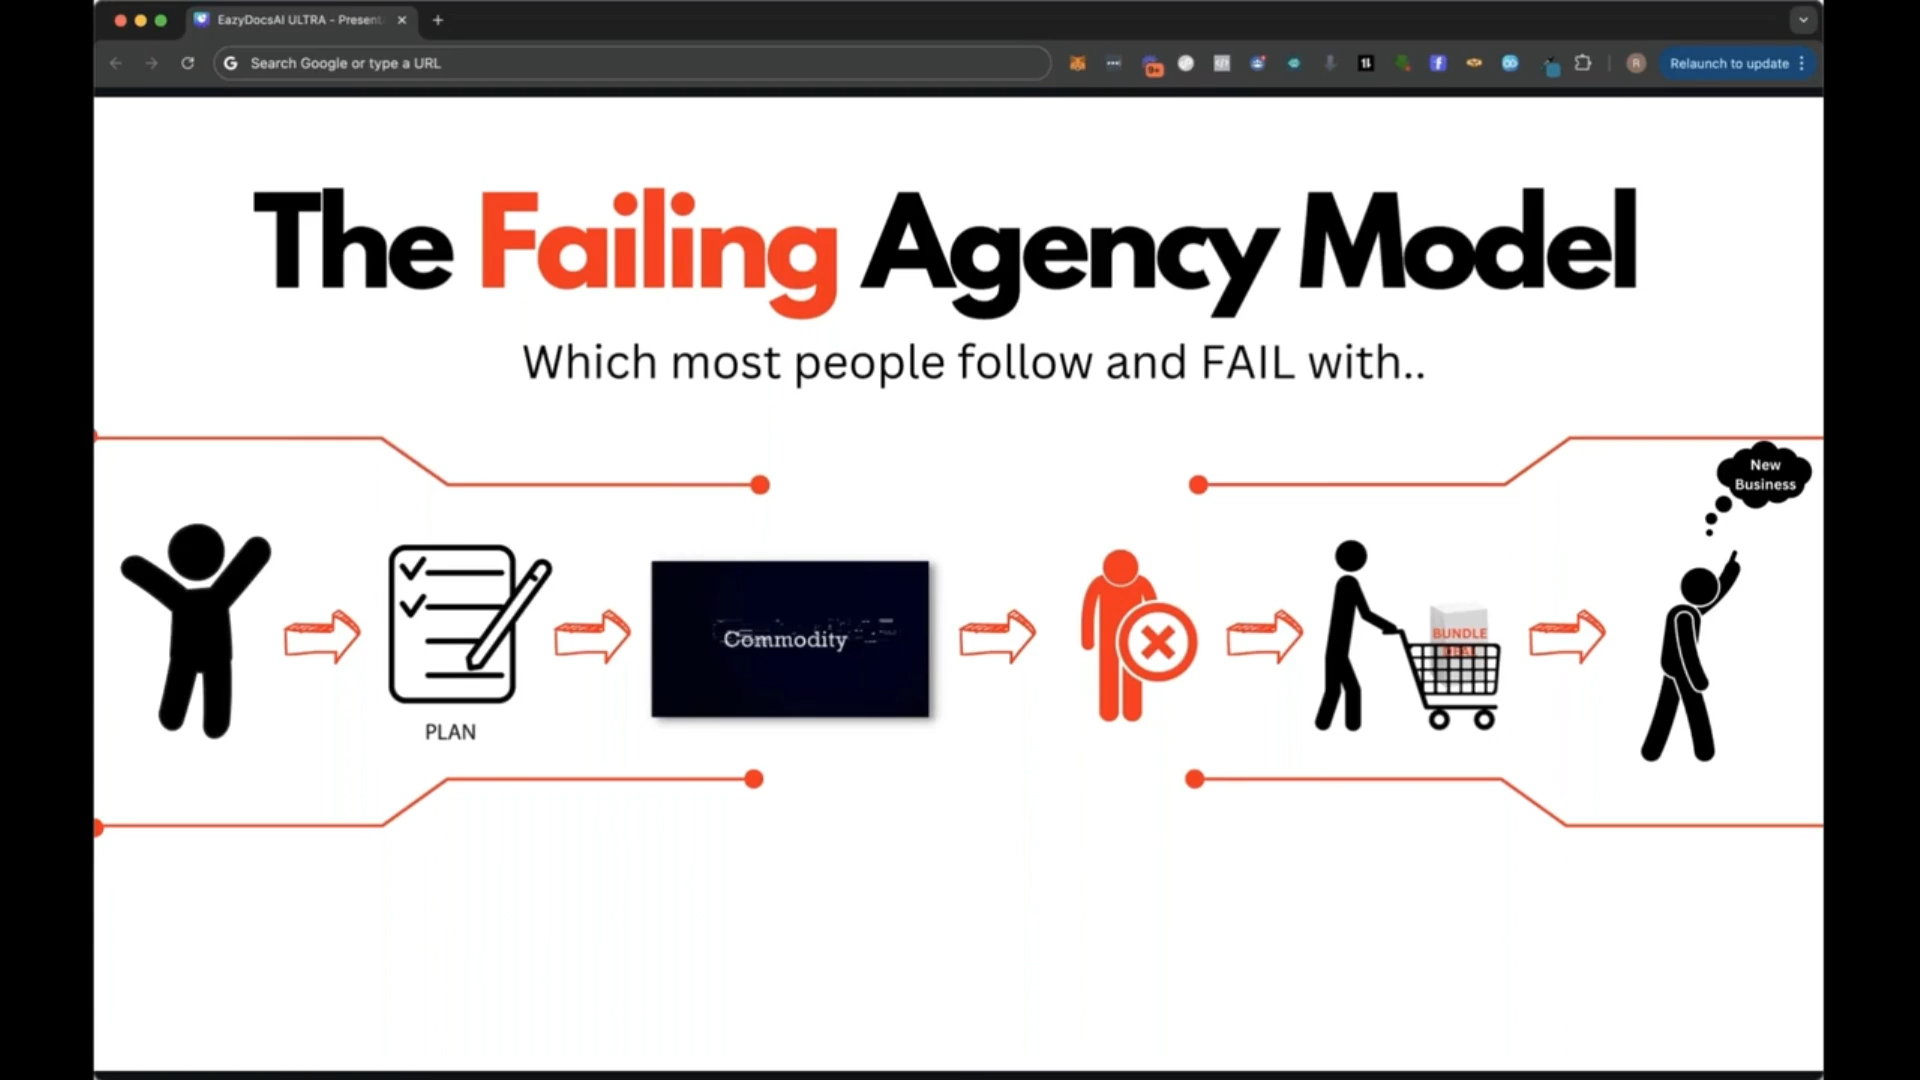 EazyDocsAI ULTRA - Present
Search Google or type a URL
9+
R
Relaunch to update
The Failing Agency Model
Which most people follow and FAIL with..
New
Business
Commodity
BUNDLE
PLAN